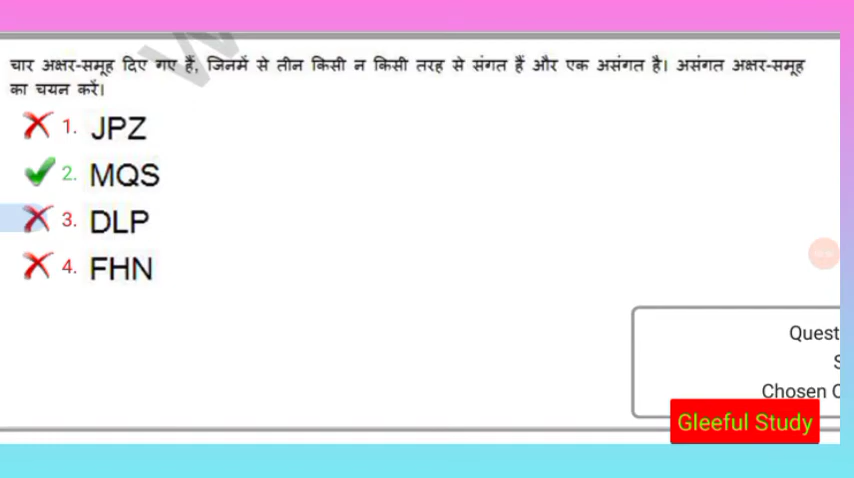 चार अक्षर-समूह दिए गए हैं, जिनमें से तीन किसी न किसी तरह से संगत हैं और एक असंगत है। असंगत अक्षर-समूह
का चयन करें।
1. JPZ
2. MQS
3. DLP
4. FHN
Quest
S
Chosen O
Gleeful Study